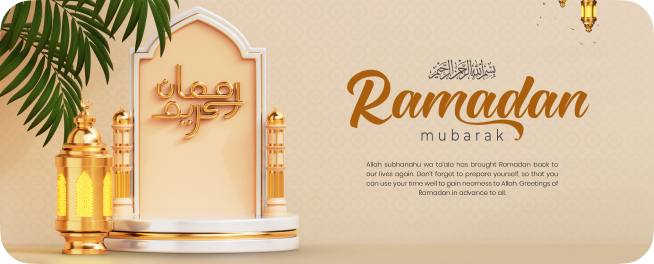 رمضان
كريم
بسم الله الرحمن الرحيم
Ramadan
mubarak
Allah subhanahu wa ta'ala has brought Ramadan back to
our lives again. Don't forget to prepare yourself, so that you
can use your time well to gain nearness to Allah. Greetings of
Ramadan in advance to all.